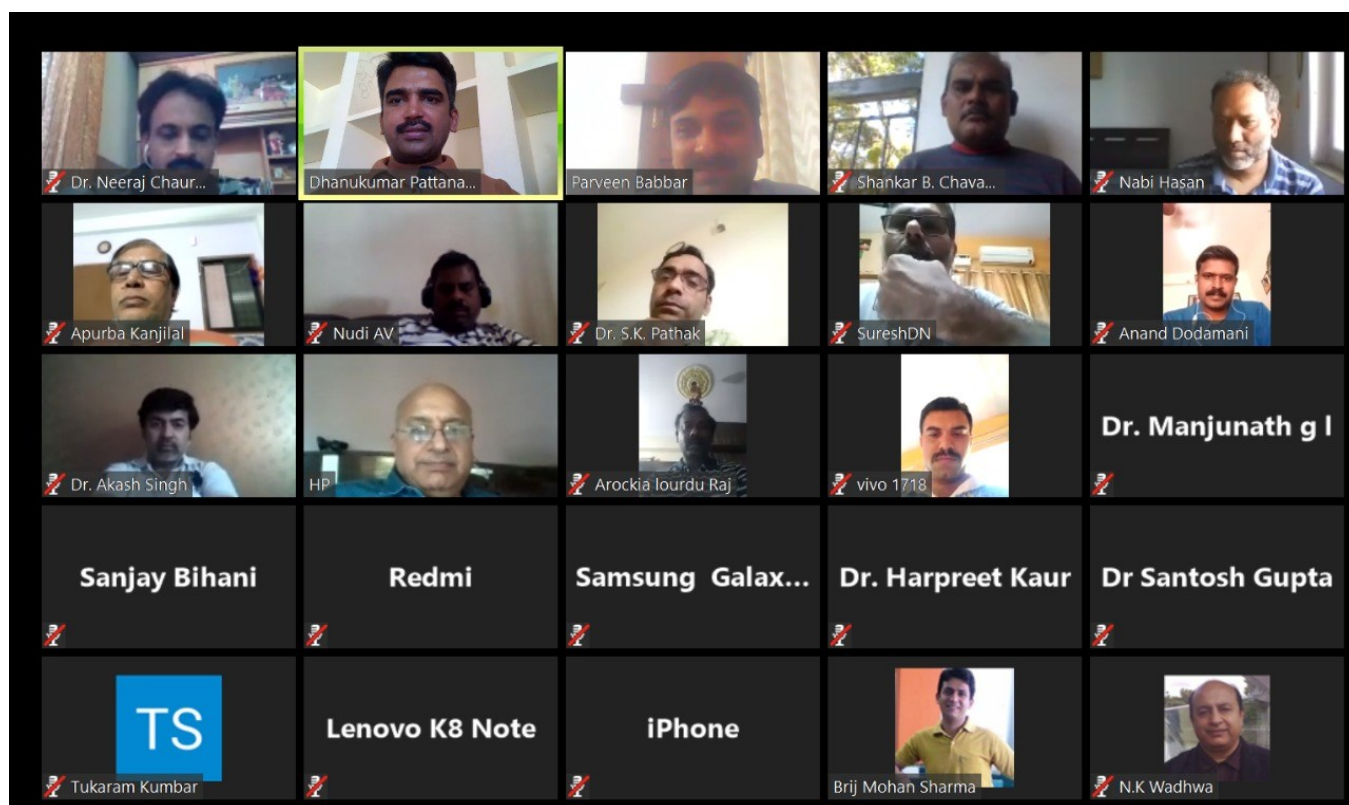 Dr. Neeraj Chaur...
Dhanukumar Pattana...
Parveen Babbar
Shankar B. Chava...
Nabi Hasan
Apurba Kanjilal
Nudi AV
Dr. S.K. Pathak
SureshDN
Anand Dodamani
Dr. Akash Singh
HP
Arockia lourdu Raj
vivo 1718
Dr. Manjunath g l
Sanjay Bihani
Redmi
Samsung Galax...
Dr. Harpreet Kaur
Dr Santosh Gupta
TS
Tukaram Kumbar
Lenovo K8 Note
iPhone
Brij Mohan Sharma
N.K Wadhwa